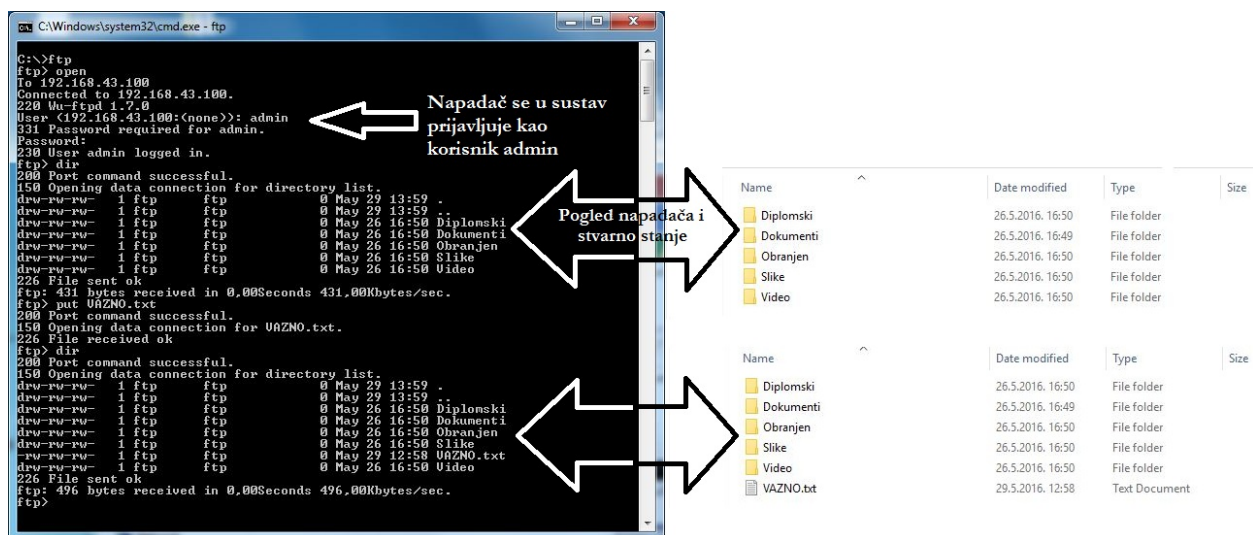 C:\Windows\system32\cmd.exe - ftp
C:\>ftp
ftp> open
To 192.168.43.100
Connected to 192.168.43.100.
220 Wu-ftpd 1.7.0
User (192.168.43.100:(none)): admin
331 Password required for admin.
Password:
230 User admin logged in.
ftp> dir
200 Port command successful.
150 Opening data connection for directory list.
drw-rw-rw- 1 ftp ftp 0 May 29 13:59 .
drw-rw-rw- 1 ftp ftp 0 May 29 13:59 ..
drw-rw-rw- 1 ftp ftp 0 May 26 16:50 Diplomski
drw-rw-rw- 1 ftp ftp 0 May 26 16:50 Dokumenti
drw-rw-rw- 1 ftp ftp 0 May 26 16:50 Obranjen
drw-rw-rw- 1 ftp ftp 0 May 26 16:50 Slike
drw-rw-rw- 1 ftp ftp 0 May 26 16:50 Video
226 File sent ok
ftp: 431 bytes received in 0,00Seconds 431,00Kbytes/sec.
ftp> put VAZNO.txt
200 Port command successful.
150 Opening data connection for VAZNO.txt.
226 File received ok
ftp> dir
200 Port command successful.
150 Opening data connection for directory list.
drw-rw-rw- 1 ftp ftp 0 May 29 13:59 .
drw-rw-rw- 1 ftp ftp 0 May 29 13:59 ..
drw-rw-rw- 1 ftp ftp 0 May 26 16:50 Diplomski
drw-rw-rw- 1 ftp ftp 0 May 26 16:50 Dokumenti
drw-rw-rw- 1 ftp ftp 0 May 26 16:50 Obranjen
drw-rw-rw- 1 ftp ftp 0 May 26 16:50 Slike
-rw-rw-rw- 1 ftp ftp 0 May 29 12:58 VAZNO.txt
drw-rw-rw- 1 ftp ftp 0 May 26 16:50 Video
226 File sent ok
ftp: 496 bytes received in 0,00Seconds 496,00Kbytes/sec.
ftp>
Napadač se u sustav
prijavljuje kao
korisnik admin
Pogled napadača i
stvarno stanje
Name Date modified Type Size
Diplomski 26.5.2016. 16:50 File folder
Dokumenti 26.5.2016. 16:49 File folder
Obranjen 26.5.2016. 16:50 File folder
Slike 26.5.2016. 16:50 File folder
Video 26.5.2016. 16:50 File folder
Name Date modified Type Size
Diplomski 26.5.2016. 16:50 File folder
Dokumenti 26.5.2016. 16:49 File folder
Obranjen 26.5.2016. 16:50 File folder
Slike 26.5.2016. 16:50 File folder
Video 26.5.2016. 16:50 File folder
VAZNO.txt 29.5.2016. 12:58 Text Document